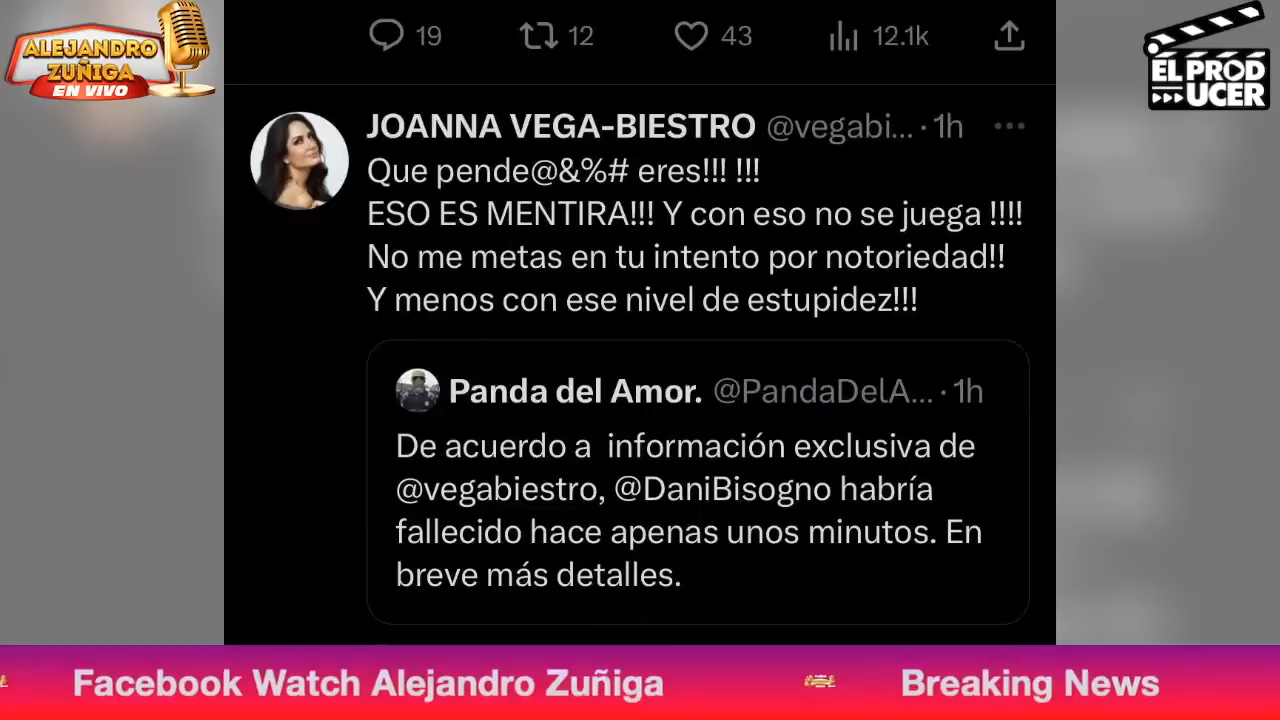 ALEJANDRO
ZUÑIGA
EN VIVO
19 12 43 12.1k
EL PROD
UCER
JOANNA VEGA-BIESTRO @vegabi... · 1h
Que pende@&%# eres!!! !!!
ESO ES MENTIRA!!! Y con eso no se juega !!!!
No me metas en tu intento por notoriedad!!
Y menos con ese nivel de estupidez!!!
Panda del Amor. @PandaDelA... · 1h
De acuerdo a  información exclusiva de
@vegabiestro, @DaniBisogno habría
fallecido hace apenas unos minutos. En
breve más detalles.
Facebook Watch Alejandro Zuñiga Breaking News